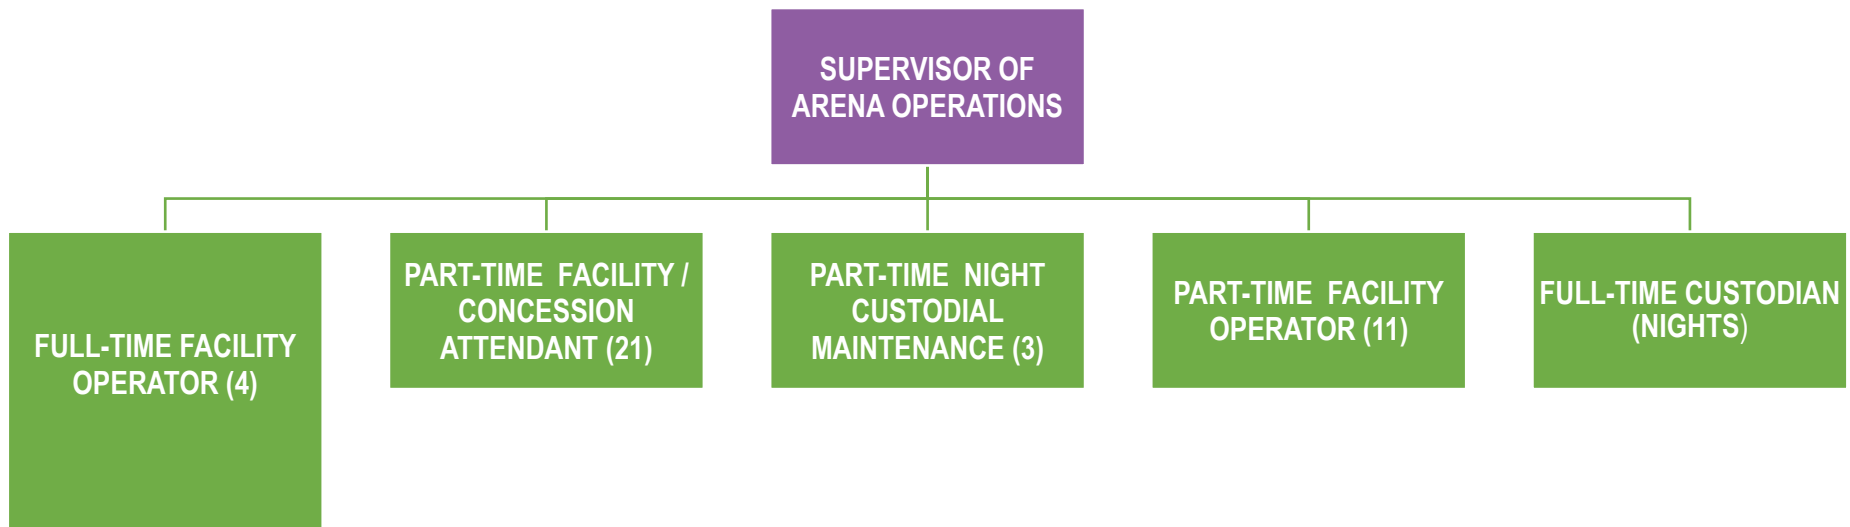 SUPERVISOR OF
ARENA OPERATIONS
FULL-TIME FACILITY
OPERATOR (4)
PART-TIME  FACILITY /
CONCESSION
ATTENDANT (21)
PART-TIME  NIGHT
CUSTODIAL
MAINTENANCE (3)
PART-TIME  FACILITY
OPERATOR (11)
FULL-TIME CUSTODIAN
(NIGHTS)